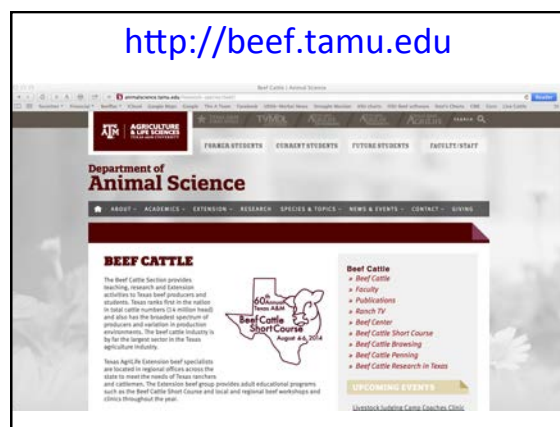 http://beef.tamu.edu
Beef Cattle | Animal Science
animalscience.tamu.edu
Reader
AGRICULTURE
& LIFE SCIENCES
TEXAS A&M UNIVERSITY
SEARCH
FORMER STUDENTS CURRENT STUDENTS FUTURE STUDENTS FACULTY/STAFF
Department of
Animal Science
ABOUT ACADEMICS EXTENSION RESEARCH SPECIES & TOPICS NEWS & EVENTS CONTACT GIVING
BEEF CATTLE
The Beef Cattle Section provides
teaching, research and Extension
activities to Texas beef producers and
students. Texas ranks first in the nation
in total cattle numbers (14 million head)
and also has the broadest spectrum of
producers and variation in production
environments. The beef cattle industry is
by far the largest sector in the Texas
agriculture industry.
60th Annual
Texas A&M
Beef Cattle
Short Course
August 4-6, 2014
Texas AgriLife Extension beef specialists
are located in regional offices across the
state to meet the needs of Texas ranchers
and cattlemen. The Extension beef group provides adult educational programs
such as the Beef Cattle Short Course and local and regional beef workshops and
clinics throughout the year.
Beef Cattle
» Beef Cattle
» Faculty
» Publications
» Ranch TV
» Beef Center
» Beef Cattle Short Course
» Beef Cattle Browsing
» Beef Cattle Penning
» Beef Cattle Research in Texas
UPCOMING EVENTS
Livestock Judging Camp Coaches Clinic